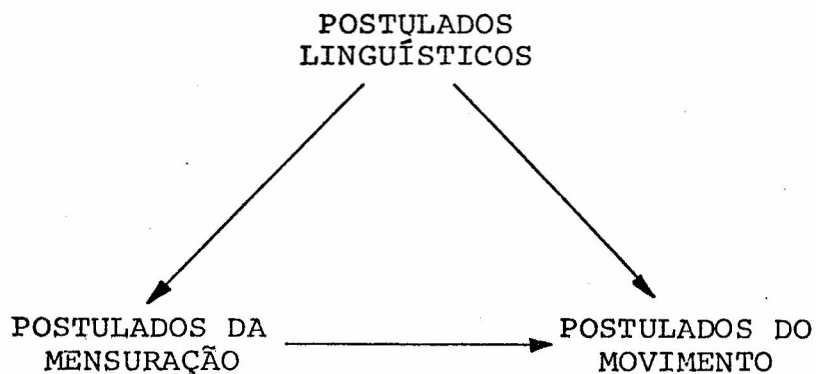 POSTULADOS
LINGUÍSTICOS
POSTULADOS DA
MENSURAÇÃO
POSTULADOS DO
MOVIMENTO